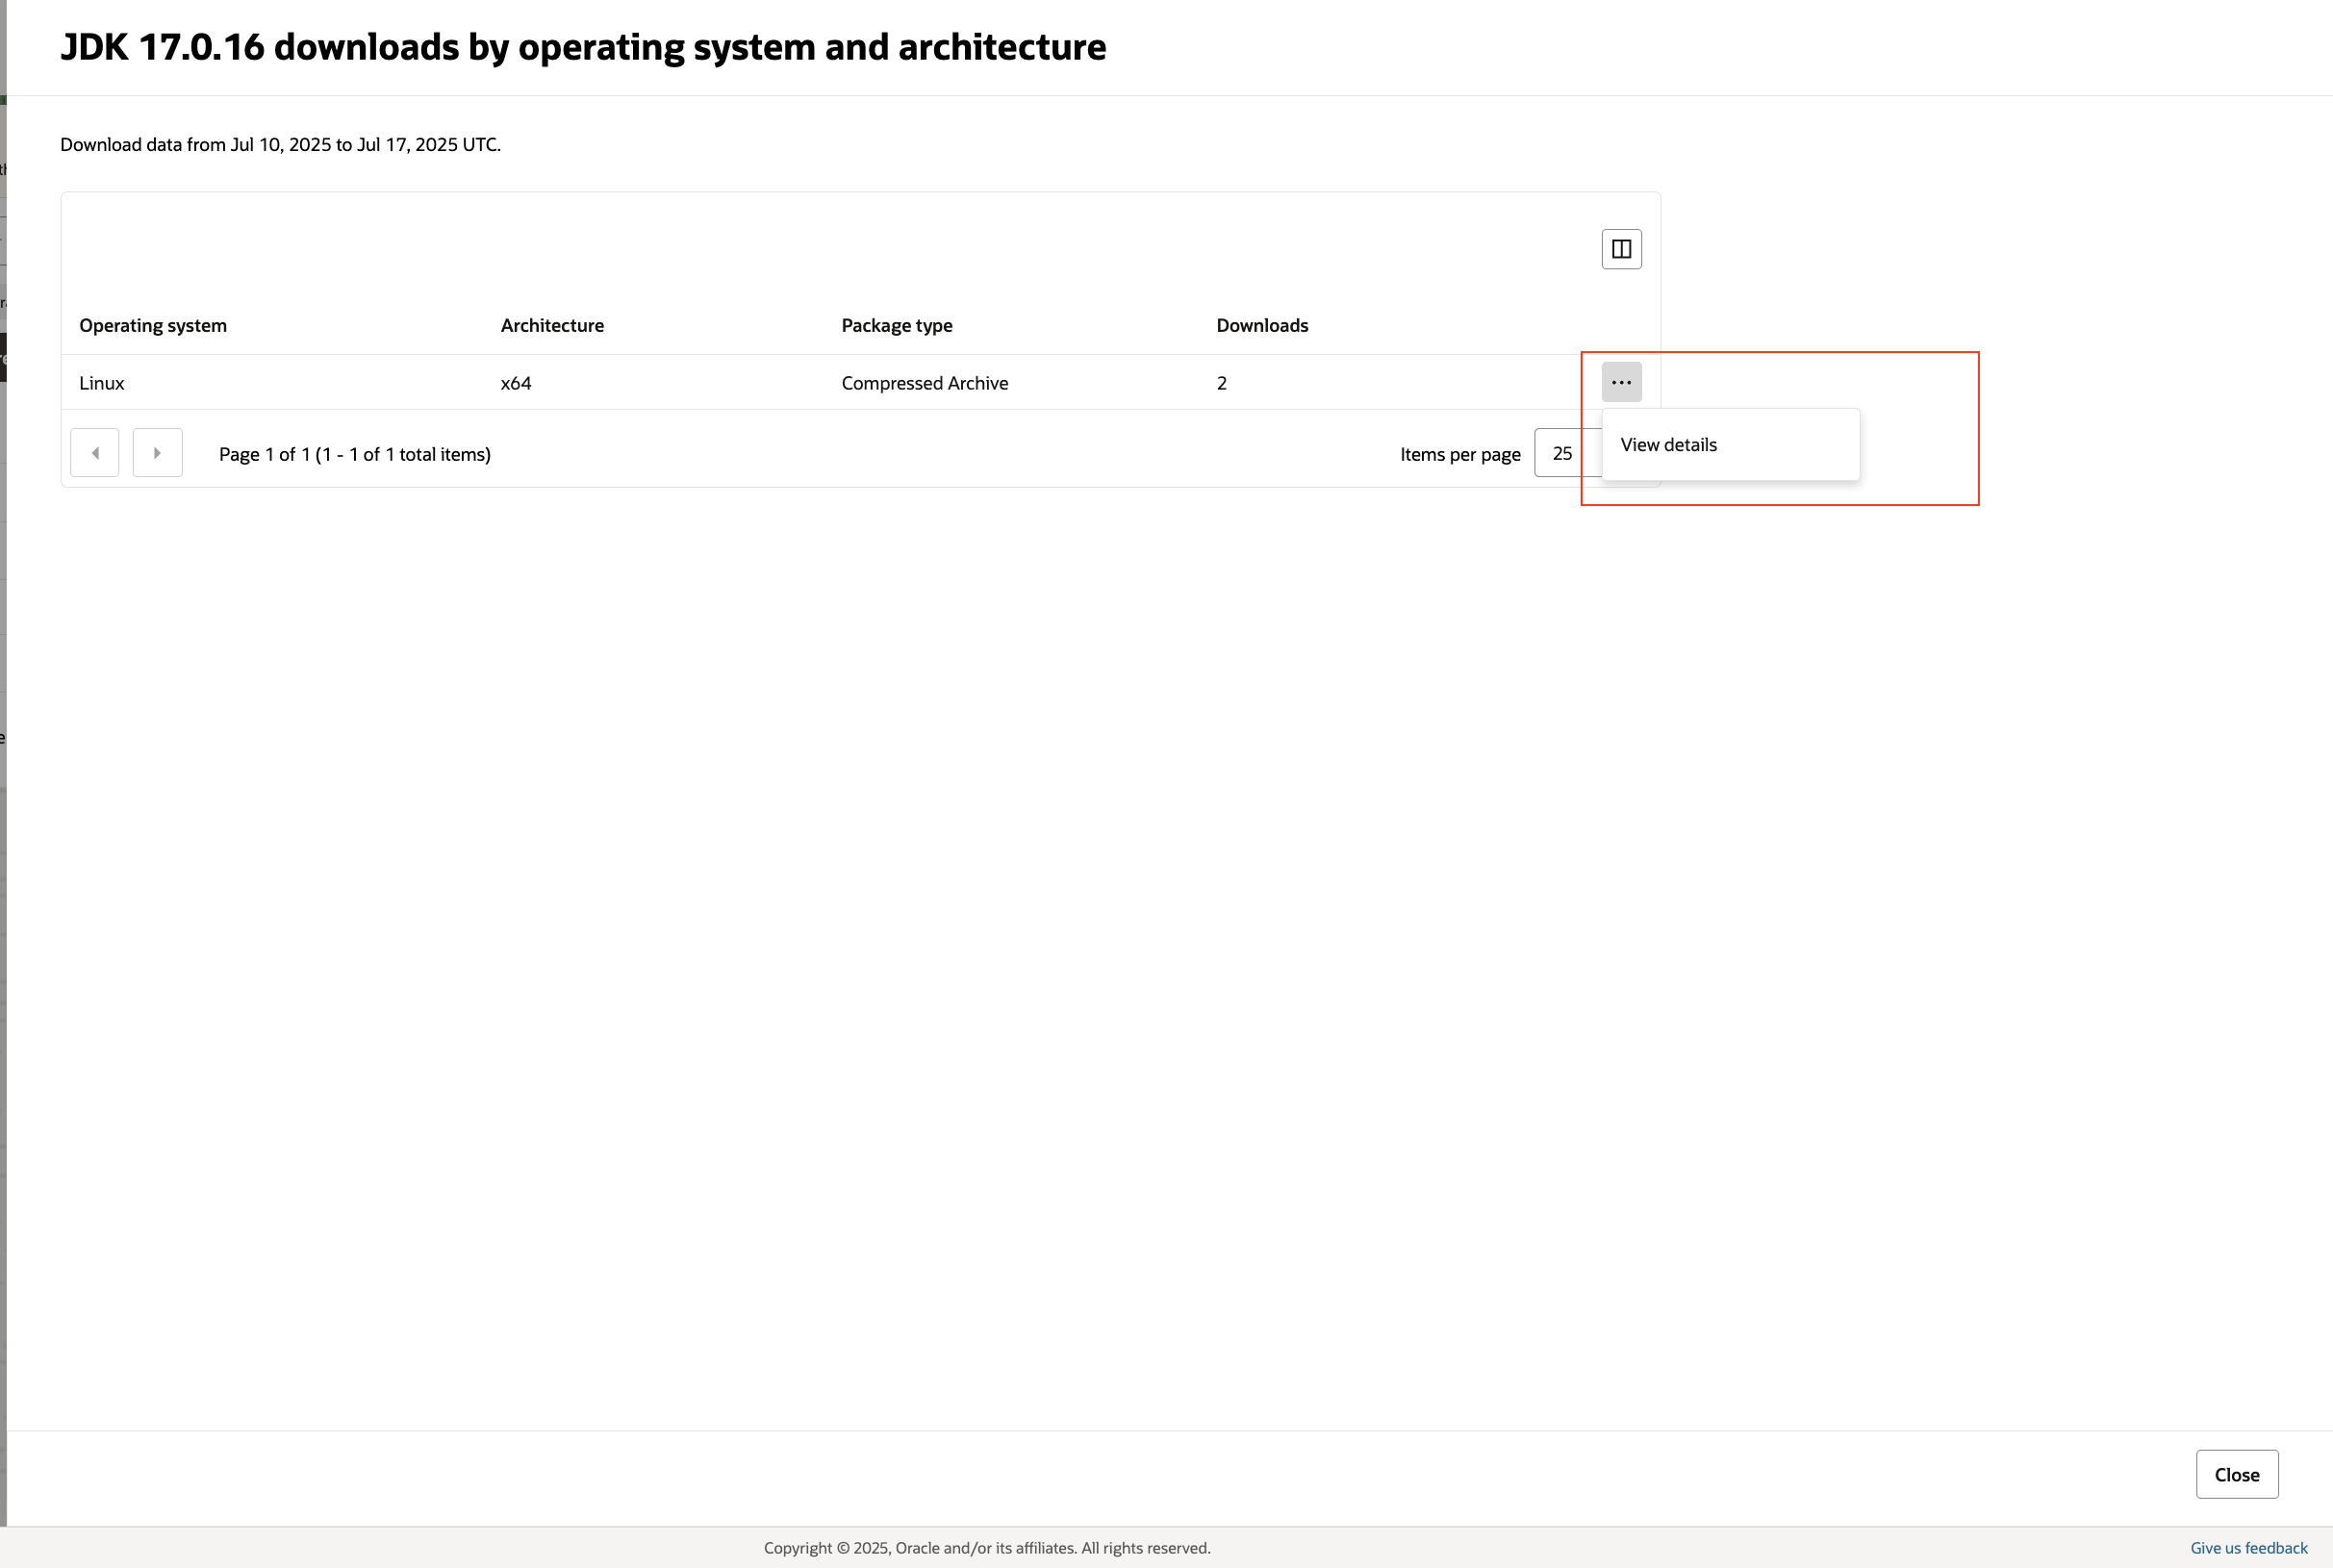 JDK 17.0.16 downloads by operating system and architecture
Download data from Jul 10, 2025 to Jul 17, 2025 UTC.
Operating system Architecture Package type Downloads
Linux x64 Compressed Archive 2 ...
View details
Page 1 of 1 (1 - 1 of 1 total items) Items per page 25
Close
Copyright © 2025, Oracle and/or its affiliates. All rights reserved. Give us feedback